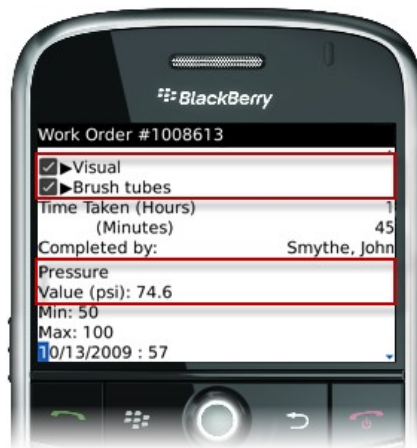 BlackBerry
Work Order #1008613
▶Visual
▶Brush tubes
Time Taken (Hours) 1
(Minutes) 45
Completed by: Smythe, John
Pressure
Value (psi): 74.6
Min: 50
Max: 100
10/13/2009 : 57